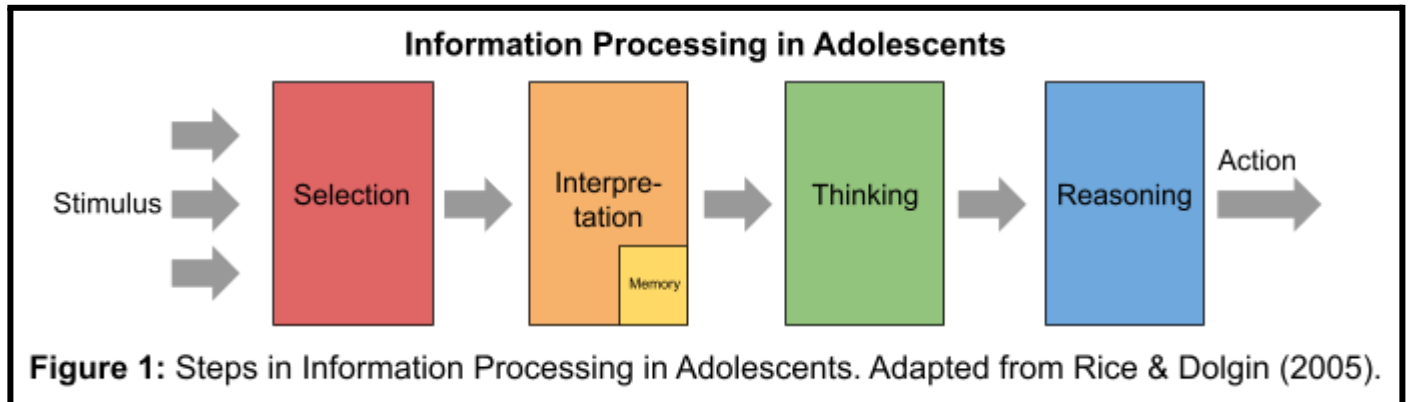 Information Processing in Adolescents
Stimulus
Selection
Interpre-
tation
Memory
Thinking
Reasoning
Action
Figure 1: Steps in Information Processing in Adolescents. Adapted from Rice & Dolgin (2005).